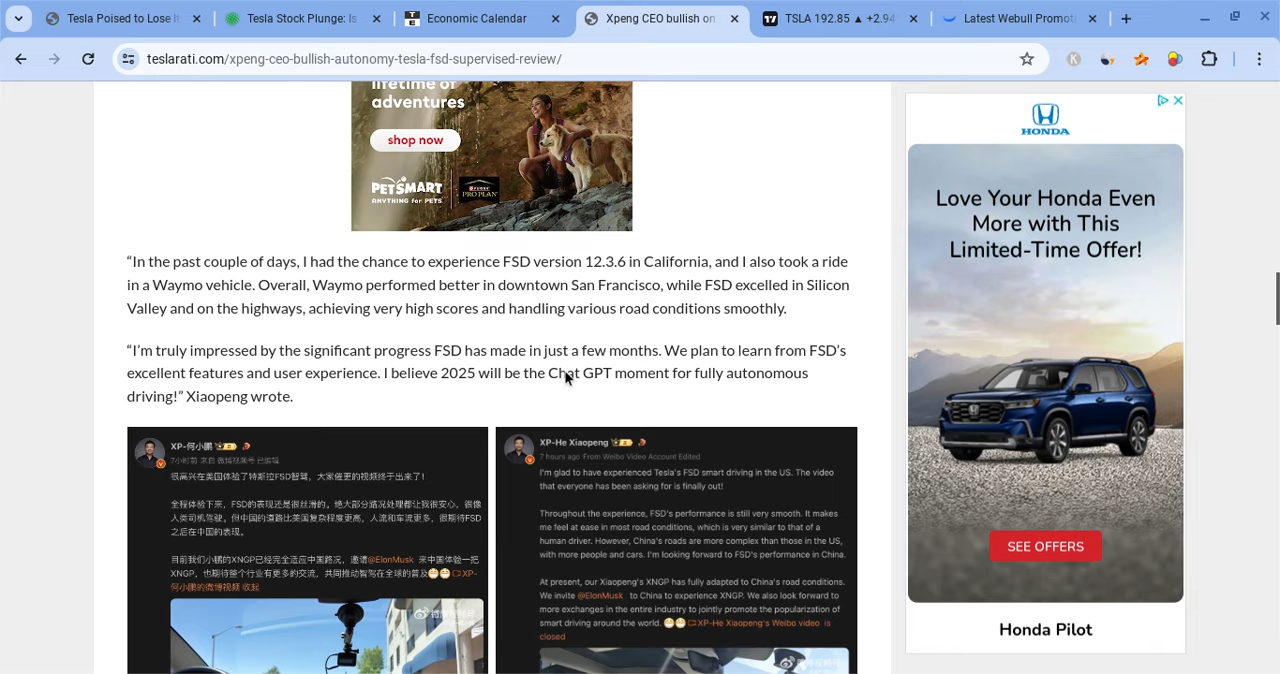 Tesla Poised to Lose I
Tesla Stock Plunge: Is
Economic Calendar
Xpeng CEO bullish on
TSLA 192.85 ▲ +2.94
Latest Webull Promoti
teslarati.com/xpeng-ceo-bullish-autonomy-tesla-fsd-supervised-review/
lifetime of
adventures
shop now
PETSMART
ANYTHING for PETS
PRO PLAN
“In the past couple of days, I had the chance to experience FSD version 12.3.6 in California, and I also took a ride
in a Waymo vehicle. Overall, Waymo performed better in downtown San Francisco, while FSD excelled in Silicon
Valley and on the highways, achieving very high scores and handling various road conditions smoothly.
“I’m truly impressed by the significant progress FSD has made in just a few months. We plan to learn from FSD’s
excellent features and user experience. I believe 2025 will be the Chat GPT moment for fully autonomous
driving!” Xiaopeng wrote.
XP-何小鹏
7小时前 来自 微博视频号 已编辑
很高兴在美国体验了特斯拉FSD智驾，大家催更的视频终于出来了！
全程体验下来，FSD的表现还是很丝滑的，绝大部分路况处理都让我很安心、很像
人类司机驾驶。但中国的道路比美国复杂程度更高，人流和车流更多，很期待FSD
之后在中国的表现。
目前我们小鹏的XNGP已经完全适应中国路况，邀请@ElonMusk 来中国体验一把
XNGP，也期待整个行业有更多的交流，共同推动智驾在全球的普及😁😁 XP-
何小鹏的微博视频 收起
XP-He Xiaopeng
7 hours ago From Weibo Video Account Edited
I'm glad to have experienced Tesla's FSD smart driving in the US. The video
that everyone has been asking for is finally out!
Throughout the experience, FSD's performance is still very smooth. It makes
me feel at ease in most road conditions, which is very similar to that of a
human driver. However, China's roads are more complex than those in the US,
with more people and cars. I'm looking forward to FSD's performance in China.
At present, our Xiaopeng's XNGP has fully adapted to China's road conditions.
We invite @ElonMusk to China to experience XNGP. We also look forward to
more exchanges in the entire industry to jointly promote the popularization of
smart driving around the world. 😁😁 XP-He Xiaopeng's Weibo video is
closed
HONDA
Love Your Honda Even
More with This
Limited-Time Offer!
SEE OFFERS
Honda Pilot